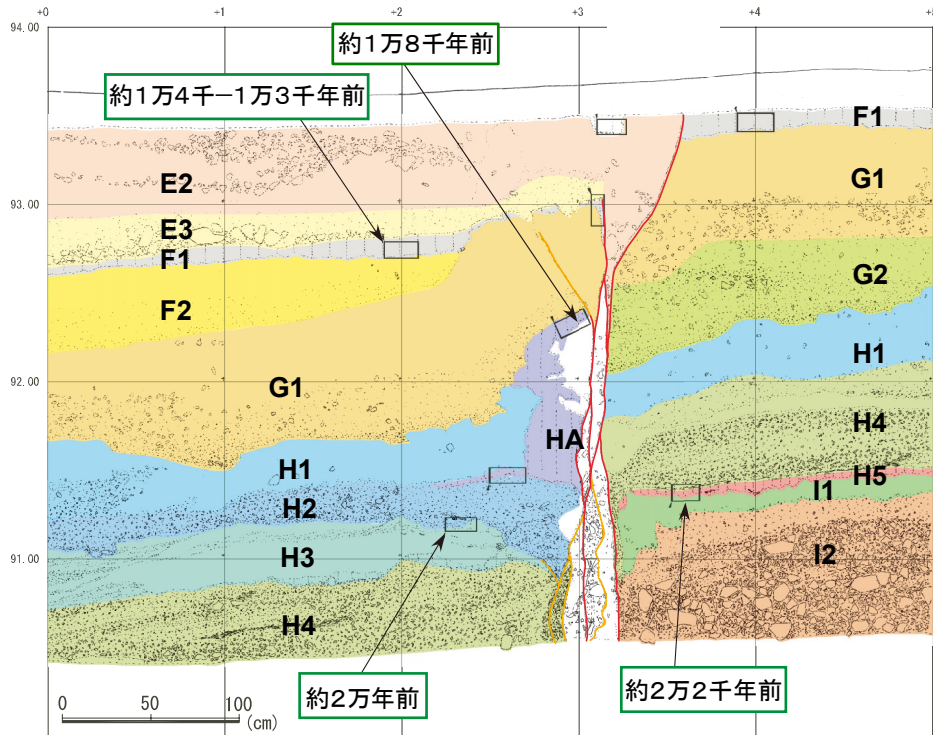 +0 +1 +2 +3 +4 +5
94.00
約1万8千年前
約1万4千―1万3千年前
F1
E2
G1
93.00
E3
F1
G2
F2
H1
92.00
G1
H4
HA
H1
H5
I1
H2
91.00
H3
I2
H4
約2万年前
約2万2千年前
0 50 100
(cm)